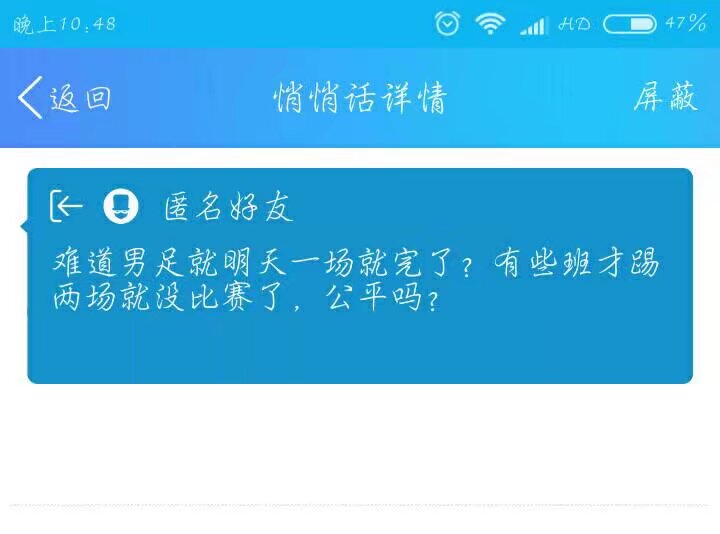 晚上10:48 HD 47%
返回 悄悄话详情 屏蔽
匿名好友
难道男足就明天一场就完了?有些班才踢
两场就没比赛了,公平吗?